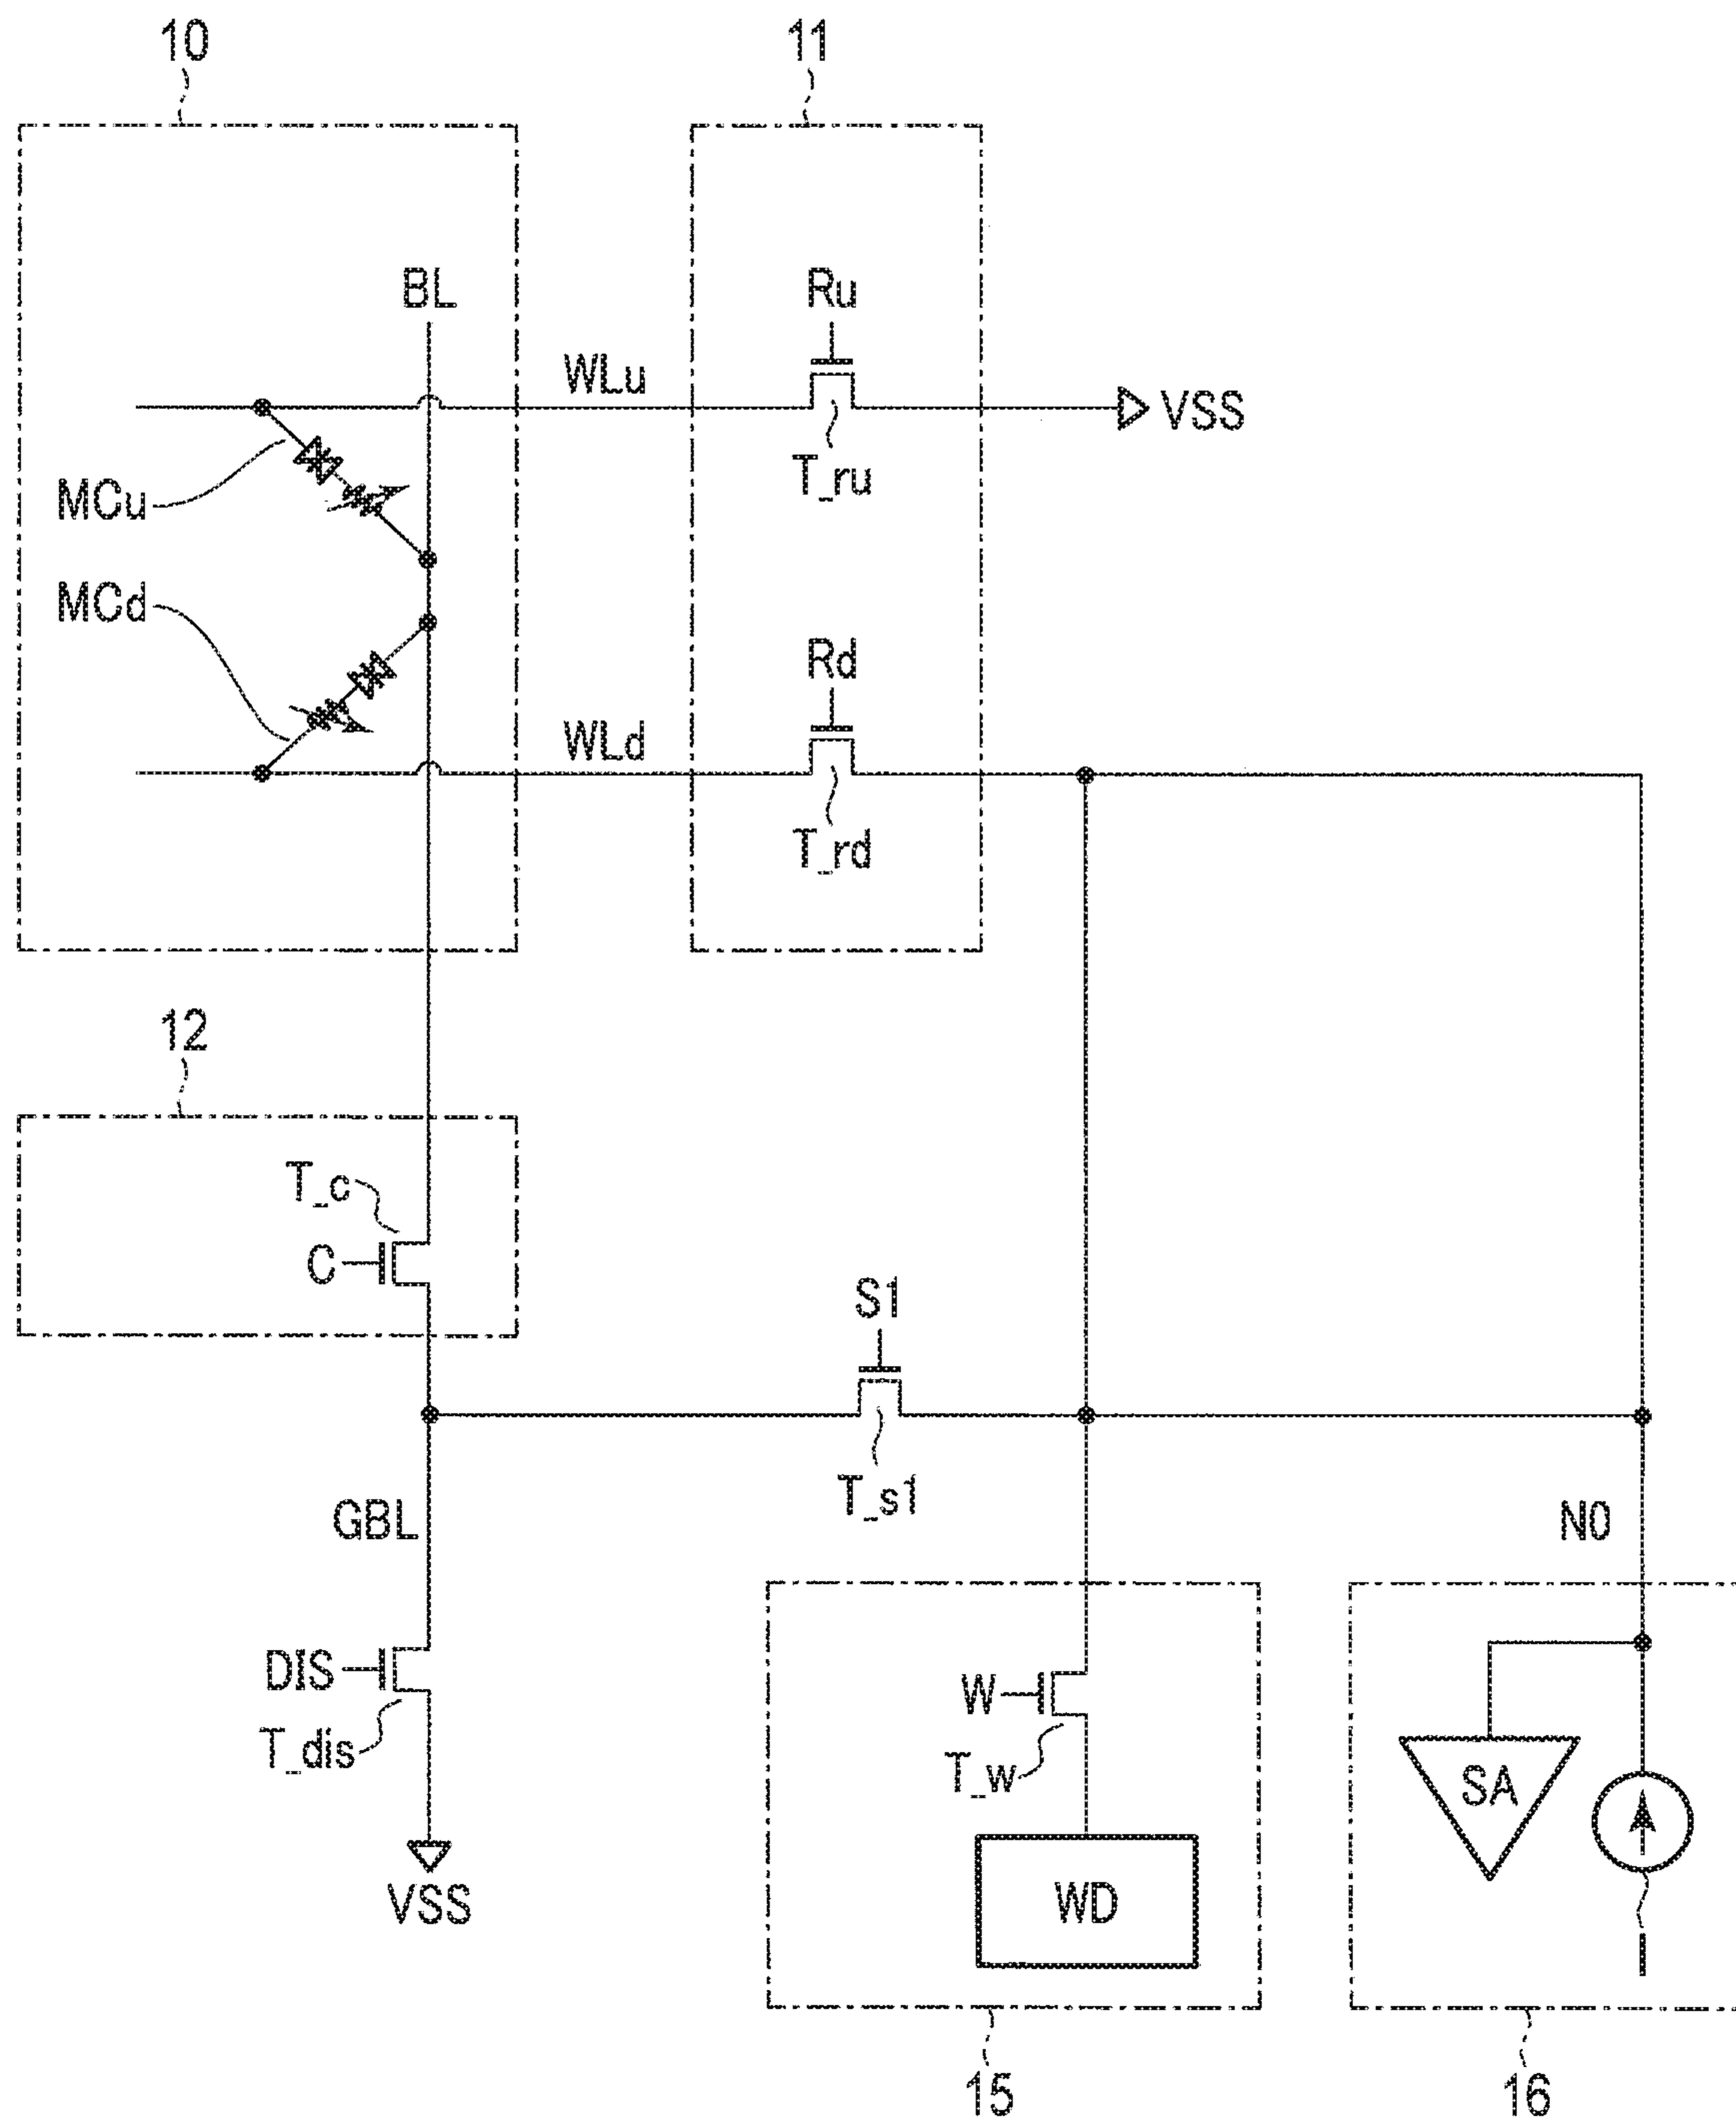 10
11
BL
Ru
WLu
VSS
T_ru
MCu
MCd
Rd
WLd
T_rd
12
T_c
C
S1
T_s1
GBL
N0
DIS
T_dis
W
T_w
SA
WD
VSS
I
15
16